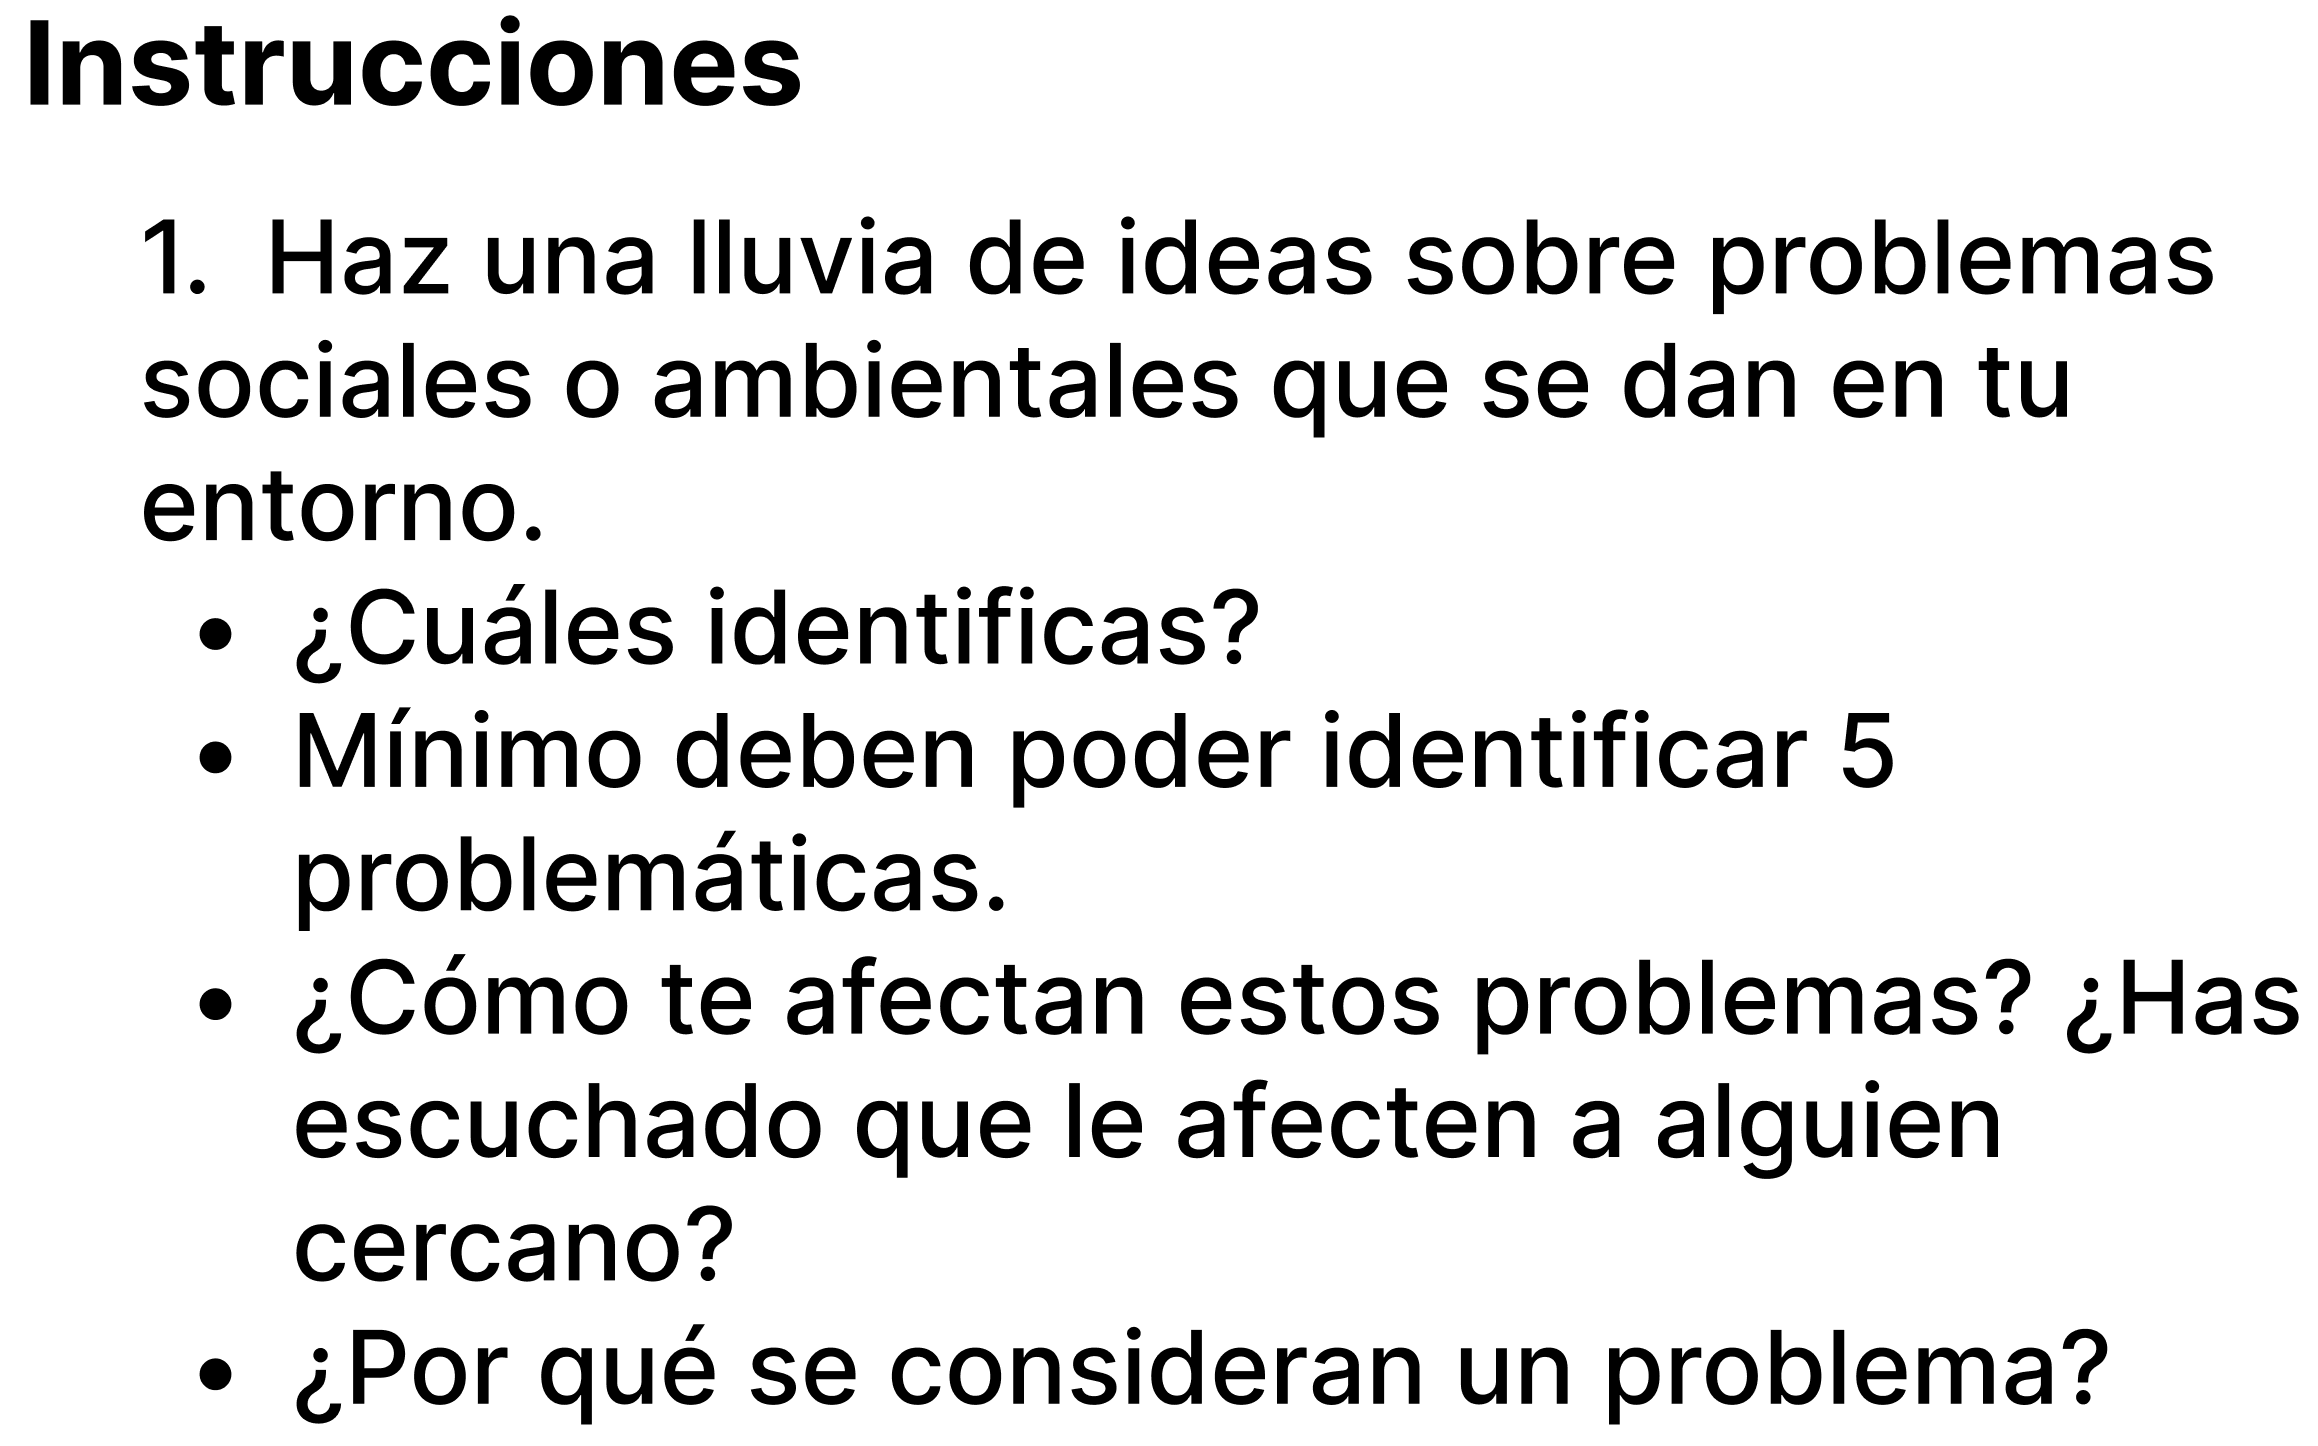 Instrucciones
1. Haz una lluvia de ideas sobre problemas
sociales o ambientales que se dan en tu
entorno.
• ¿Cuáles identificas?
• Mínimo deben poder identificar 5
problemáticas.
• ¿Cómo te afectan estos problemas? ¿Has
escuchado que le afecten a alguien
cercano?
• ¿Por qué se consideran un problema?